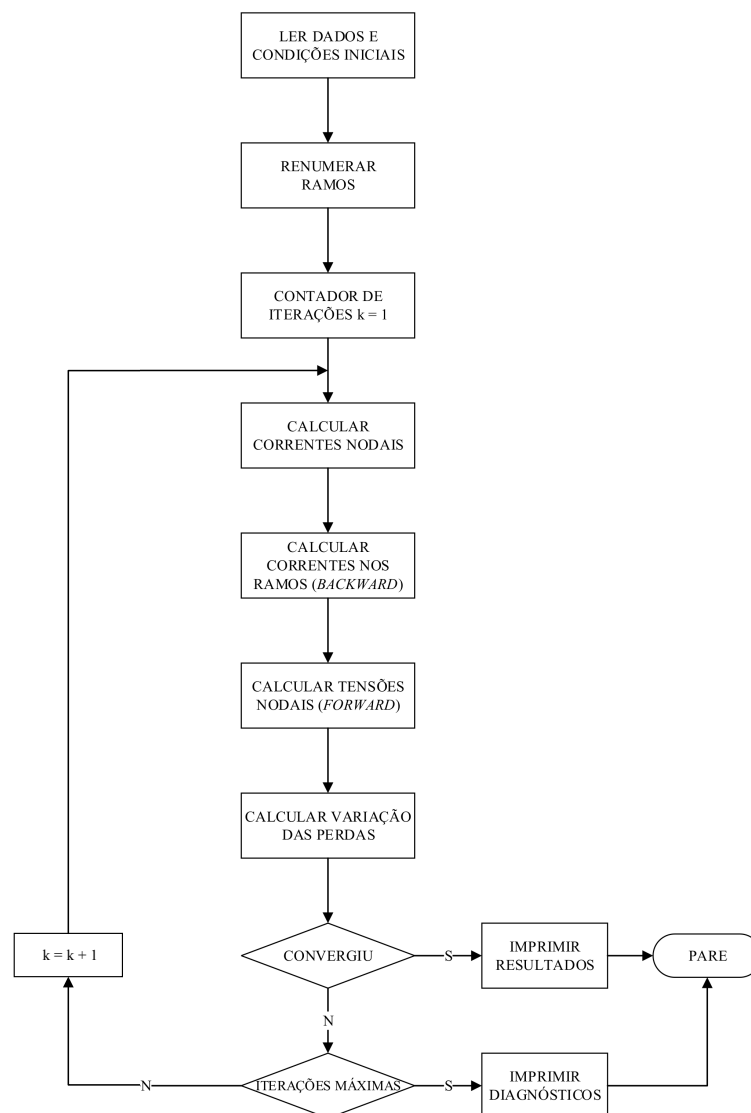 LER DADOS E
CONDIÇÕES INICIAIS
RENUMERAR
RAMOS
CONTADOR DE
ITERAÇÕES k = 1
CALCULAR
CORRENTES NODAIS
CALCULAR
CORRENTES NOS
RAMOS (BACKWARD)
CALCULAR TENSÕES
NODAIS (FORWARD)
CALCULAR VARIAÇÃO
DAS PERDAS
k = k + 1
CONVERGIU
S
IMPRIMIR
RESULTADOS
PARE
N
N
ITERAÇÕES MÁXIMAS
S
IMPRIMIR
DIAGNÓSTICOS